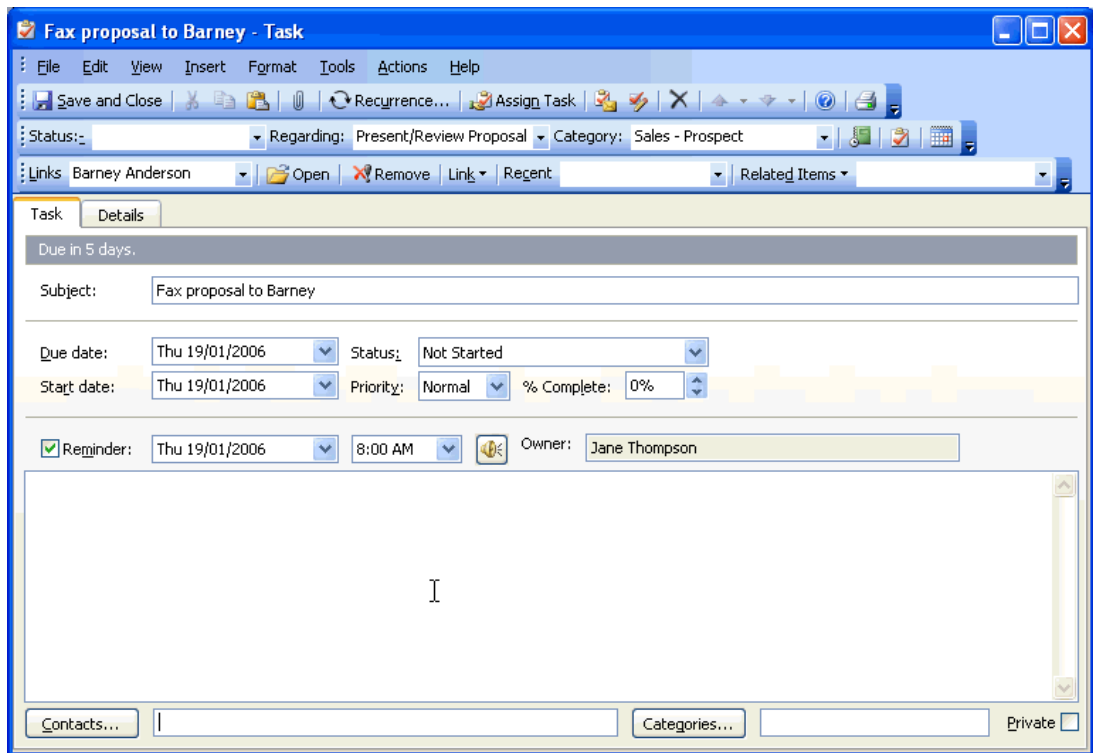 Fax proposal to Barney - Task
File Edit View Insert Format Tools Actions Help
Save and Close Recurrence... Assign Task
Status:- Regarding: Present/Review Proposal Category: Sales - Prospect
Links Barney Anderson Open Remove Link Recent Related Items
Task Details
Due in 5 days.
Subject: Fax proposal to Barney
Due date: Thu 19/01/2006 Status: Not Started
Start date: Thu 19/01/2006 Priority: Normal % Complete: 0%
Reminder: Thu 19/01/2006 8:00 AM Owner: Jane Thompson
Contacts... Categories... Private